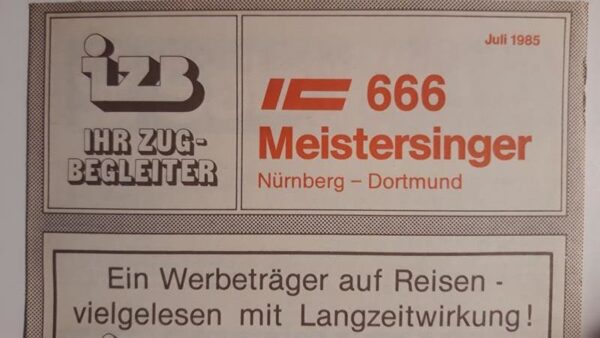 izb
IHR ZUG-
BEGLEITER
Juli 1985
IC 666
Meistersinger
Nürnberg – Dortmund
Ein Werbeträger auf Reisen -
vielgelesen mit Langzeitwirkung!